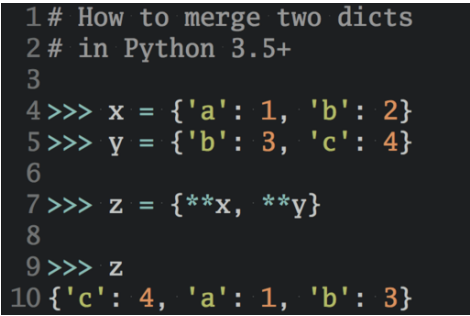 1 # How to merge two dicts
2 # in Python 3.5+
3
4 >>> x = {'a': 1, 'b': 2}
5 >>> y = {'b': 3, 'c': 4}
6
7 >>> z = {**x, **y}
8
9 >>> z
10 {'c': 4, 'a': 1, 'b': 3}